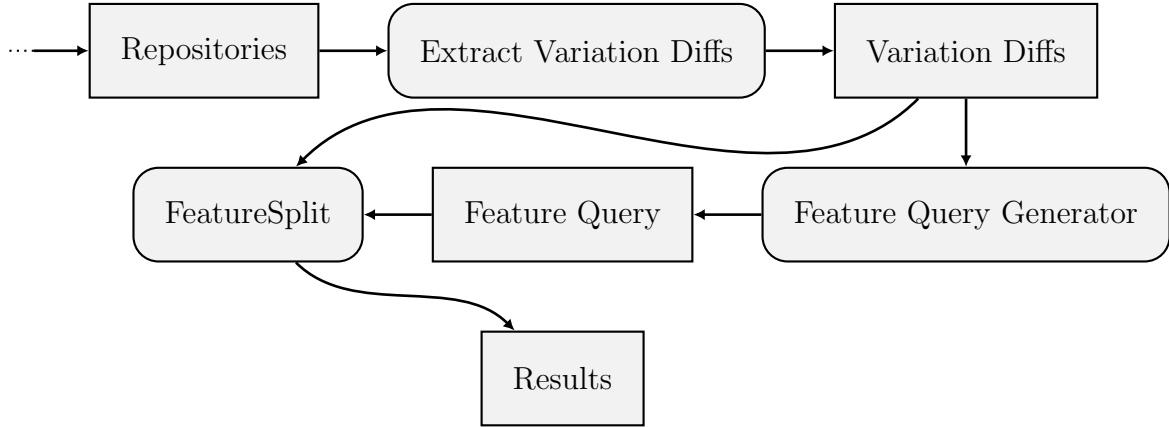 Repositories
Extract Variation Diffs
Variation Diffs
FeatureSplit
Feature Query
Feature Query Generator
Results